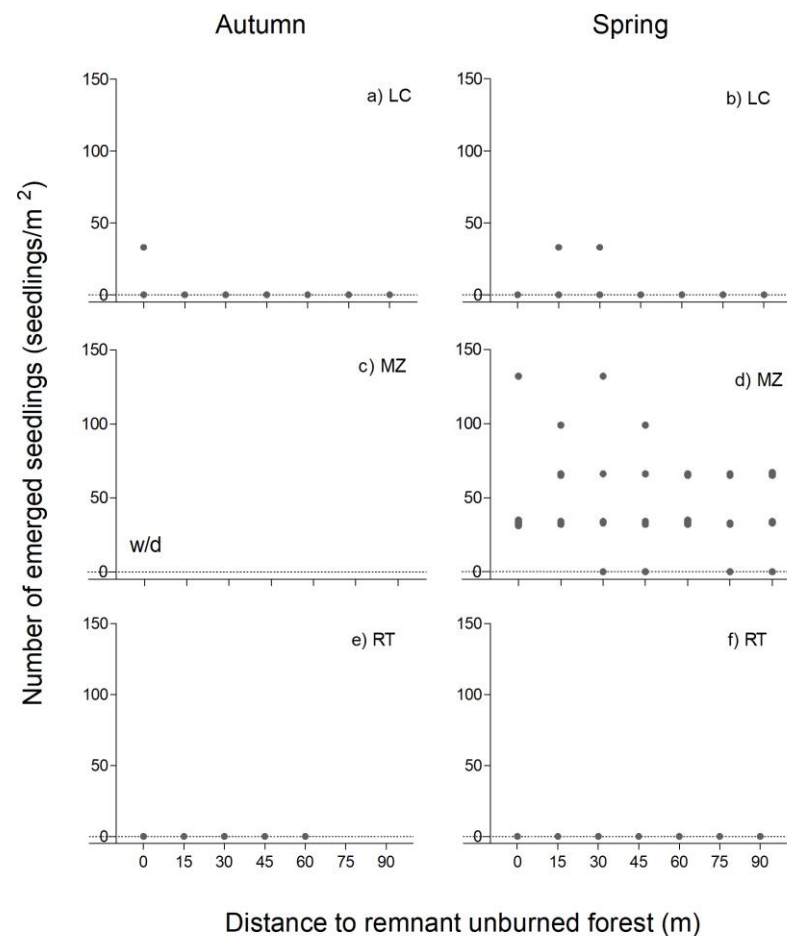 Autumn Spring
Number of emerged seedlings (seedlings/m ²)
150 a) LC
100
50
0
150 b) LC
100
50
0
150 c) MZ
100
50
w/d
0
150 d) MZ
100
50
0
150 e) RT
100
50
0
0 15 30 45 60 75 90
150 f) RT
100
50
0
0 15 30 45 60 75 90
Distance to remnant unburned forest (m)